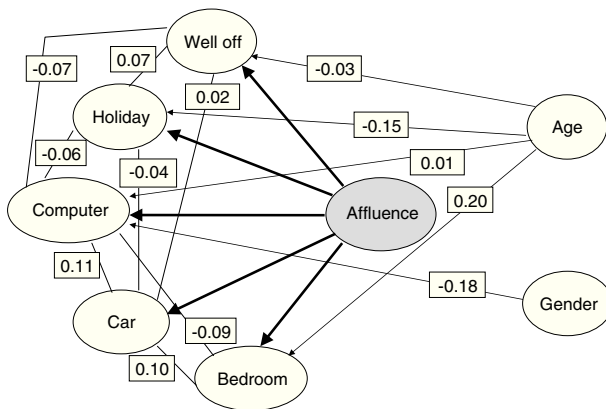 Well off
-0.07
0.07
-0.03
0.02
Holiday
-0.15
Age
-0.06
0.01
-0.04
Computer
Affluence
0.20
0.11
-0.18
Gender
Car
-0.09
0.10
Bedroom